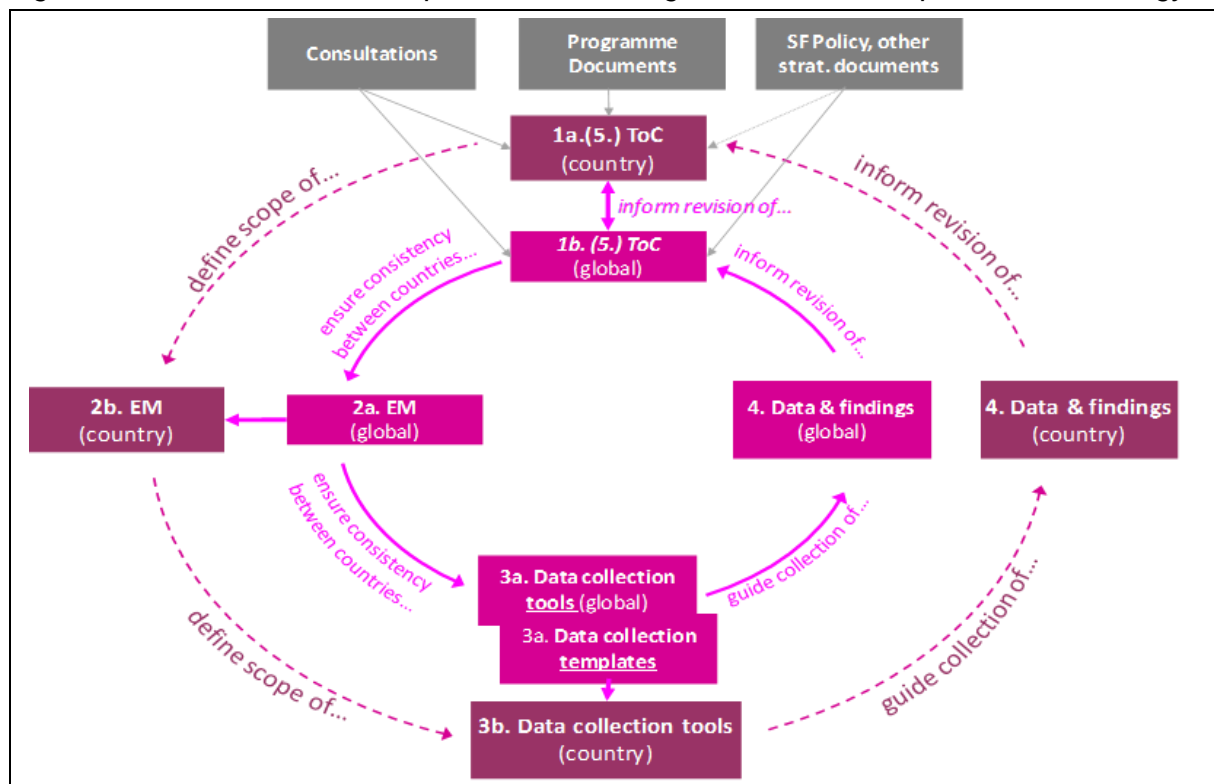 Consultations
Programme
Documents
SF Policy, other
strat. documents
1a.(5.) ToC
(country)
define scope of...
inform revision of...
inform revision of...
1b. (5.) ToC
(global)
ensure consistency
between countries...
inform revision of...
2b. EM
(country)
2a. EM
(global)
4. Data & findings
(global)
4. Data & findings
(country)
ensure consistency
between countries...
guide collection of...
3a. Data collection
tools (global)
3a. Data collection
templates
define scope of...
guide collection of...
3b. Data collection tools
(country)